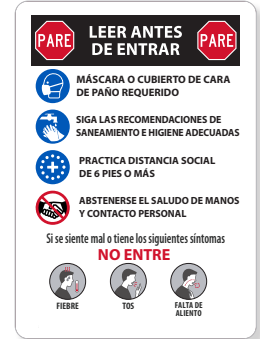 PARE
LEER ANTES
DE ENTRAR
PARE
MÁSCARA O CUBIERTO DE CARA
DE PAÑO REQUERIDO
SIGA LAS RECOMENDACIONES DE
SANEAMIENTO E HIGIENE ADECUADAS
PRACTICA DISTANCIA SOCIAL
DE 6 PIES O MÁS
ABSTENERSE EL SALUDO DE MANOS
Y CONTACTO PERSONAL
Si se siente mal o tiene los siguientes síntomas
NO ENTRE
FIEBRE
TOS
FALTA DE
ALIENTO